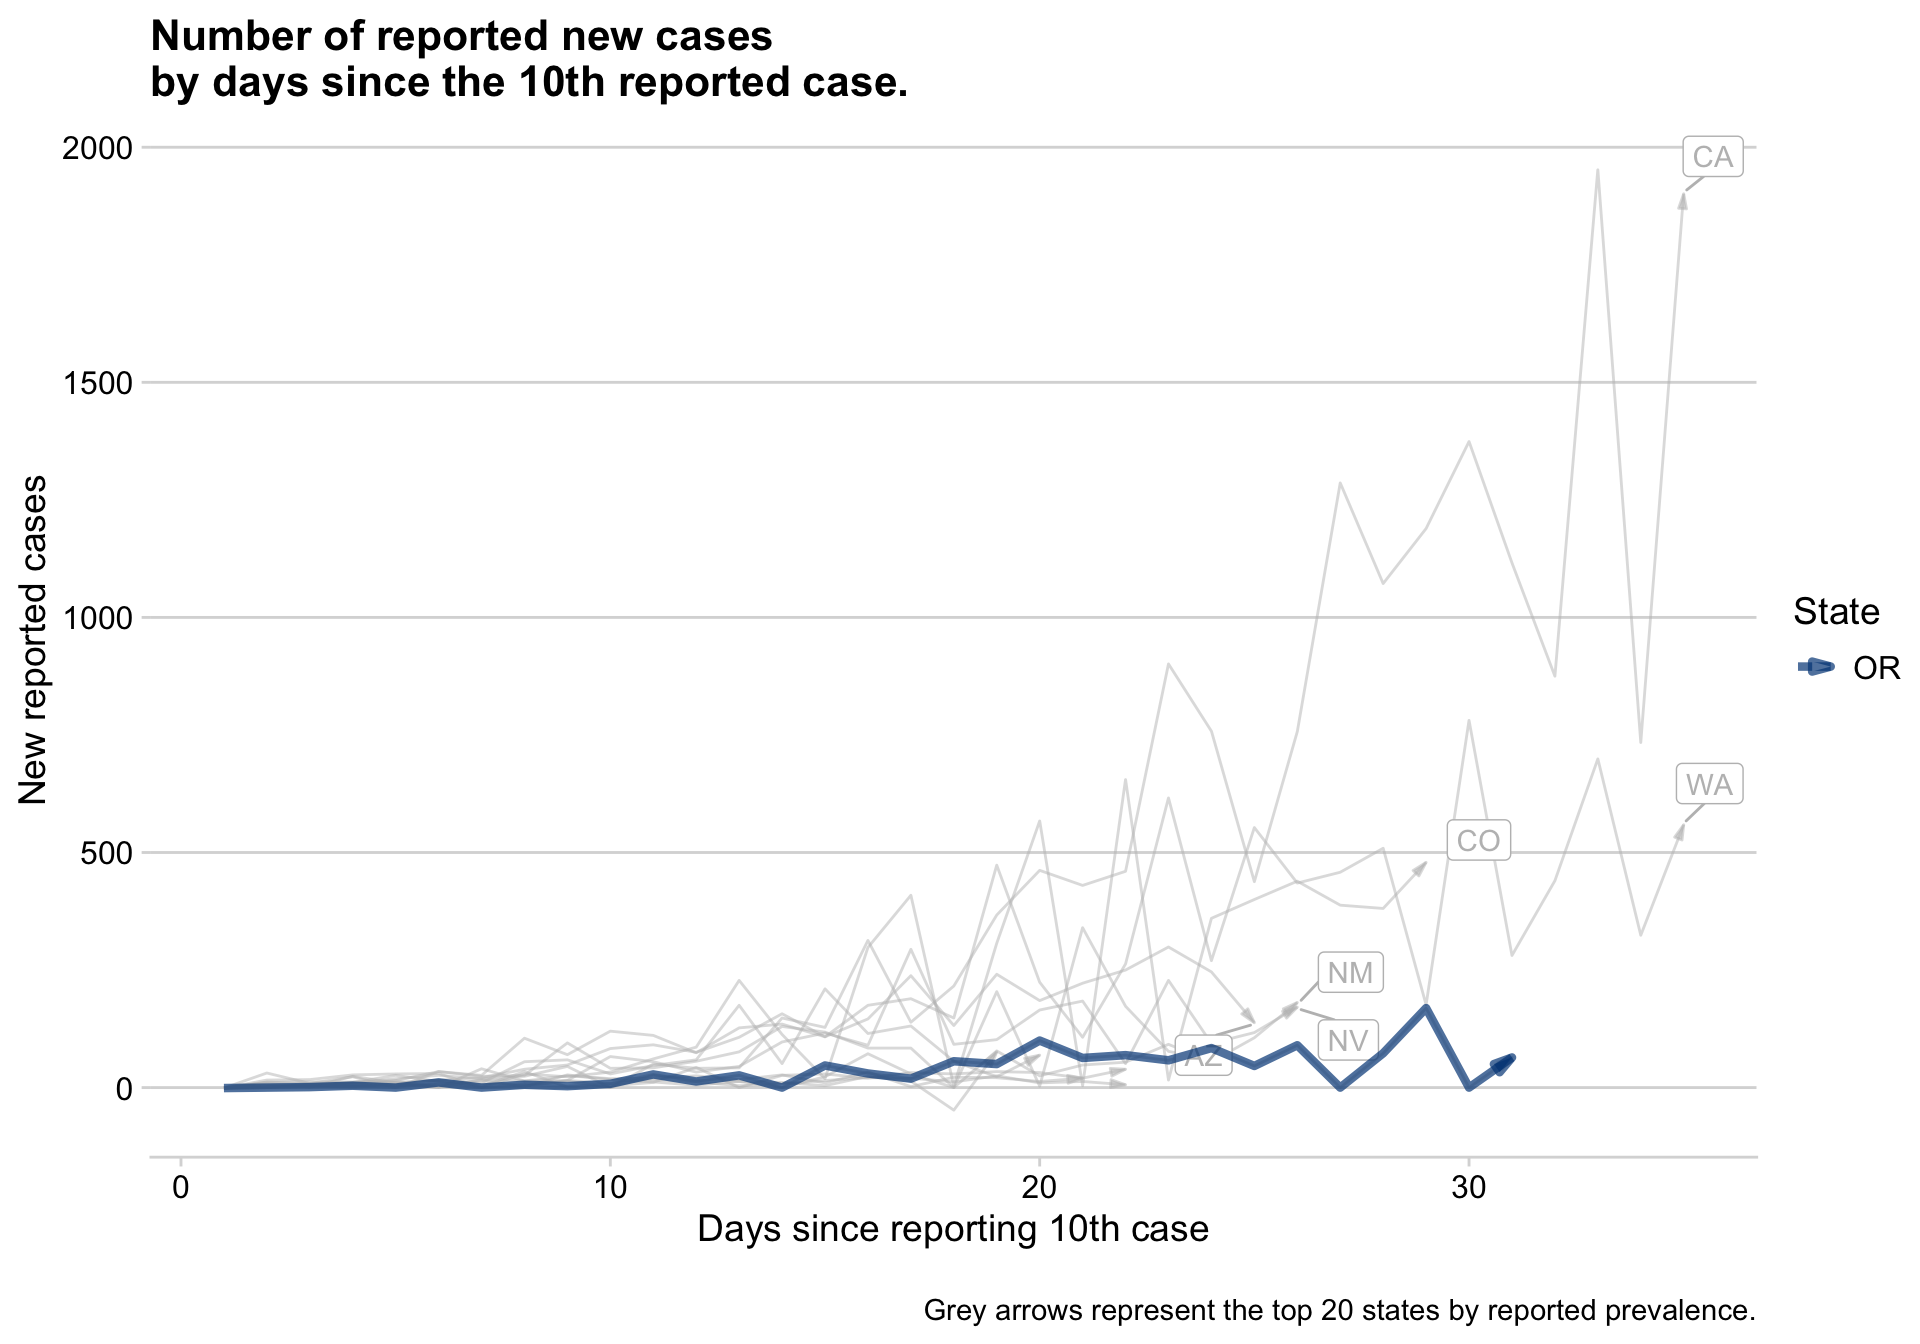 Number of reported new cases
by days since the 10th reported case.
2000
1500
1000
500
0
New reported cases
CA
WA
CO
NM
NV
AZ
State
OR
0 10 20 30
Days since reporting 10th case
Grey arrows represent the top 20 states by reported prevalence.